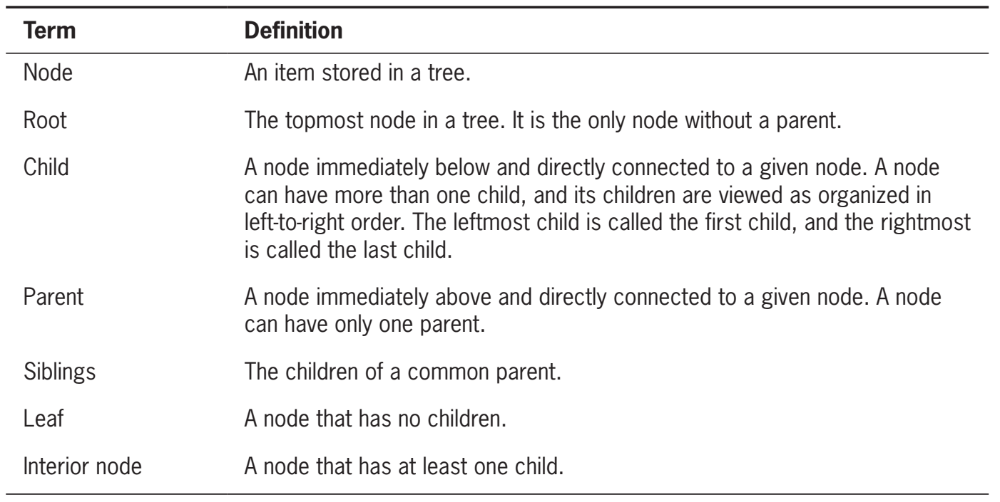 Term Definition
Node An item stored in a tree.
Root The topmost node in a tree. It is the only node without a parent.
Child A node immediately below and directly connected to a given node. A node
can have more than one child, and its children are viewed as organized in
left-to-right order. The leftmost child is called the first child, and the rightmost
is called the last child.
Parent A node immediately above and directly connected to a given node. A node
can have only one parent.
Siblings The children of a common parent.
Leaf A node that has no children.
Interior node A node that has at least one child.